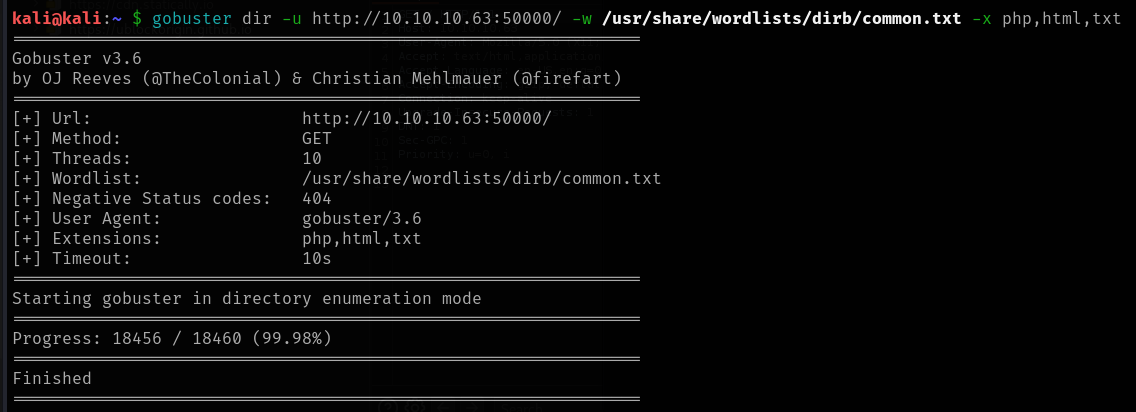 kali@kali:~ $ gobuster dir -u http://10.10.10.63:50000/ -w /usr/share/wordlists/dirb/common.txt -x php,html,txt
===============================================================
Gobuster v3.6
by OJ Reeves (@TheColonial) & Christian Mehlmauer (@firefart)
===============================================================
[+] Url:                     http://10.10.10.63:50000/
[+] Method:                  GET
[+] Threads:                 10
[+] Wordlist:                /usr/share/wordlists/dirb/common.txt
[+] Negative Status codes:   404
[+] User Agent:              gobuster/3.6
[+] Extensions:              php,html,txt
[+] Timeout:                 10s
===============================================================
Starting gobuster in directory enumeration mode
===============================================================
Progress: 18456 / 18460 (99.98%)
===============================================================
Finished
===============================================================